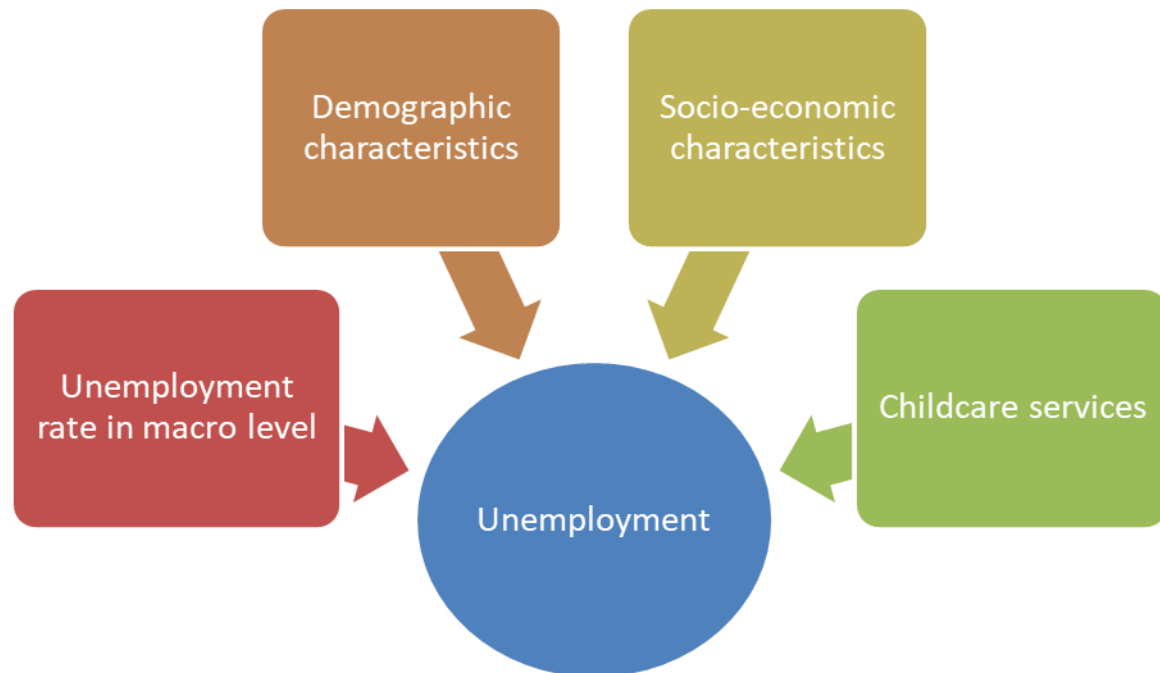 Demographic
characteristics
Socio-economic
characteristics
Unemployment
rate in macro level
Childcare services
Unemployment